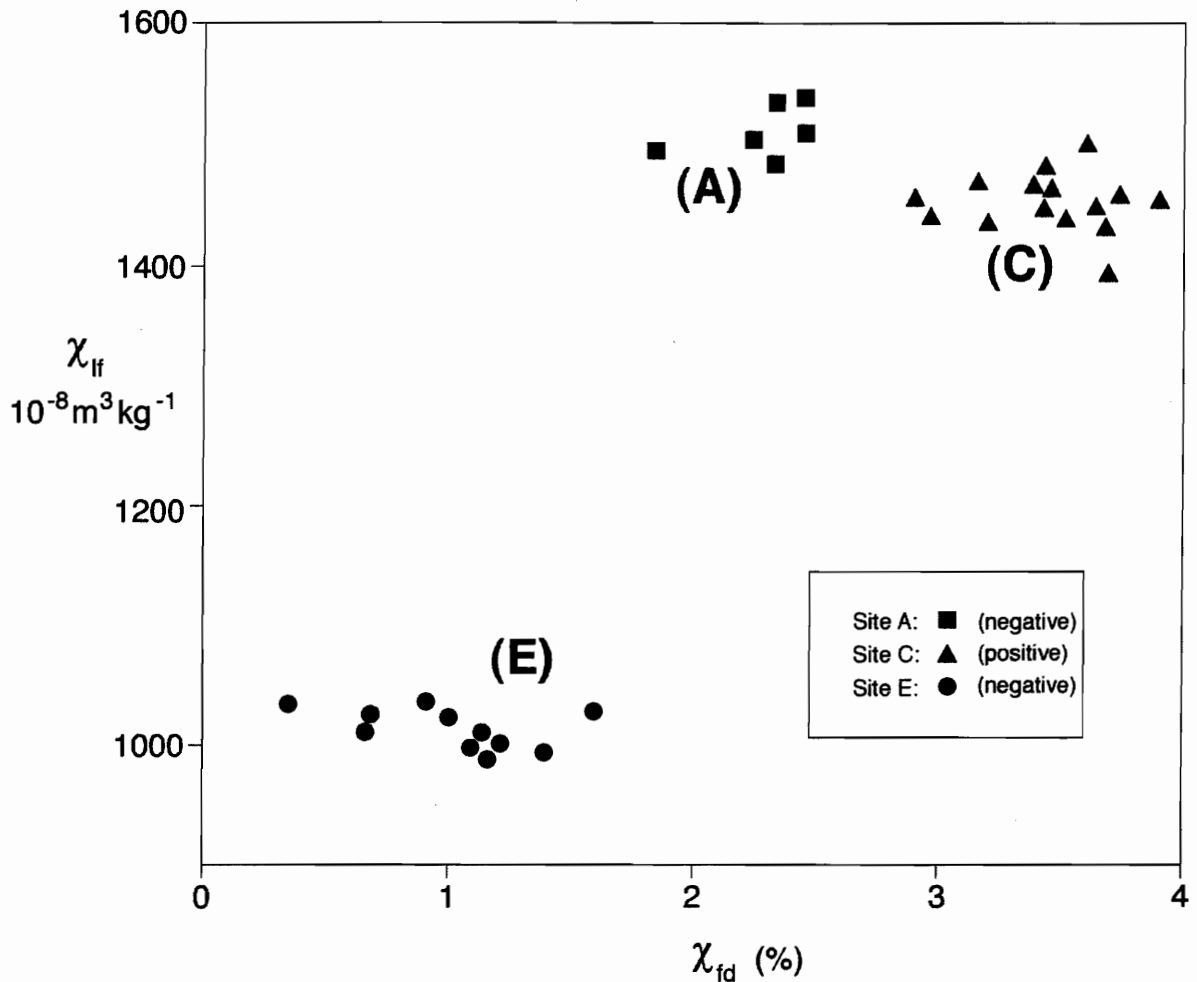 1600
(A)
1400
(C)
χlf
10⁻⁸m³kg⁻¹
1200
Site A: ■ (negative)
Site C: ▲ (positive)
Site E: ● (negative)
(E)
1000
0 1 2 3 4
χfd (%)